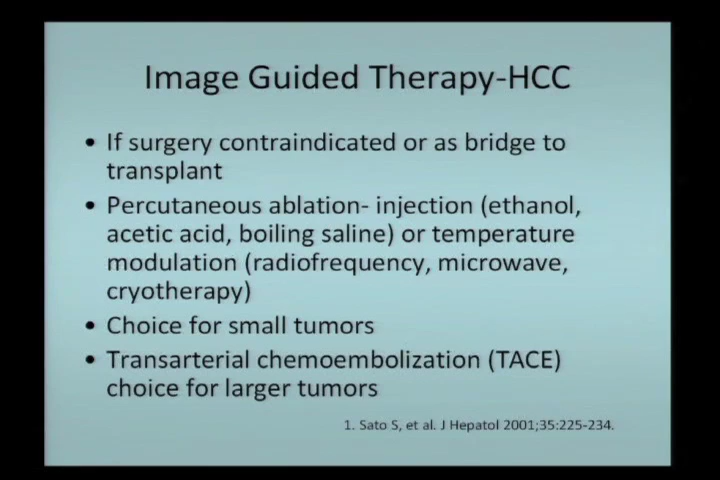 Image Guided Therapy-HCC
• If surgery contraindicated or as bridge to
transplant
• Percutaneous ablation- injection (ethanol,
acetic acid, boiling saline) or temperature
modulation (radiofrequency, microwave,
cryotherapy)
• Choice for small tumors
• Transarterial chemoembolization (TACE)
choice for larger tumors
1. Sato S, et al. J Hepatol 2001;35:225-234.